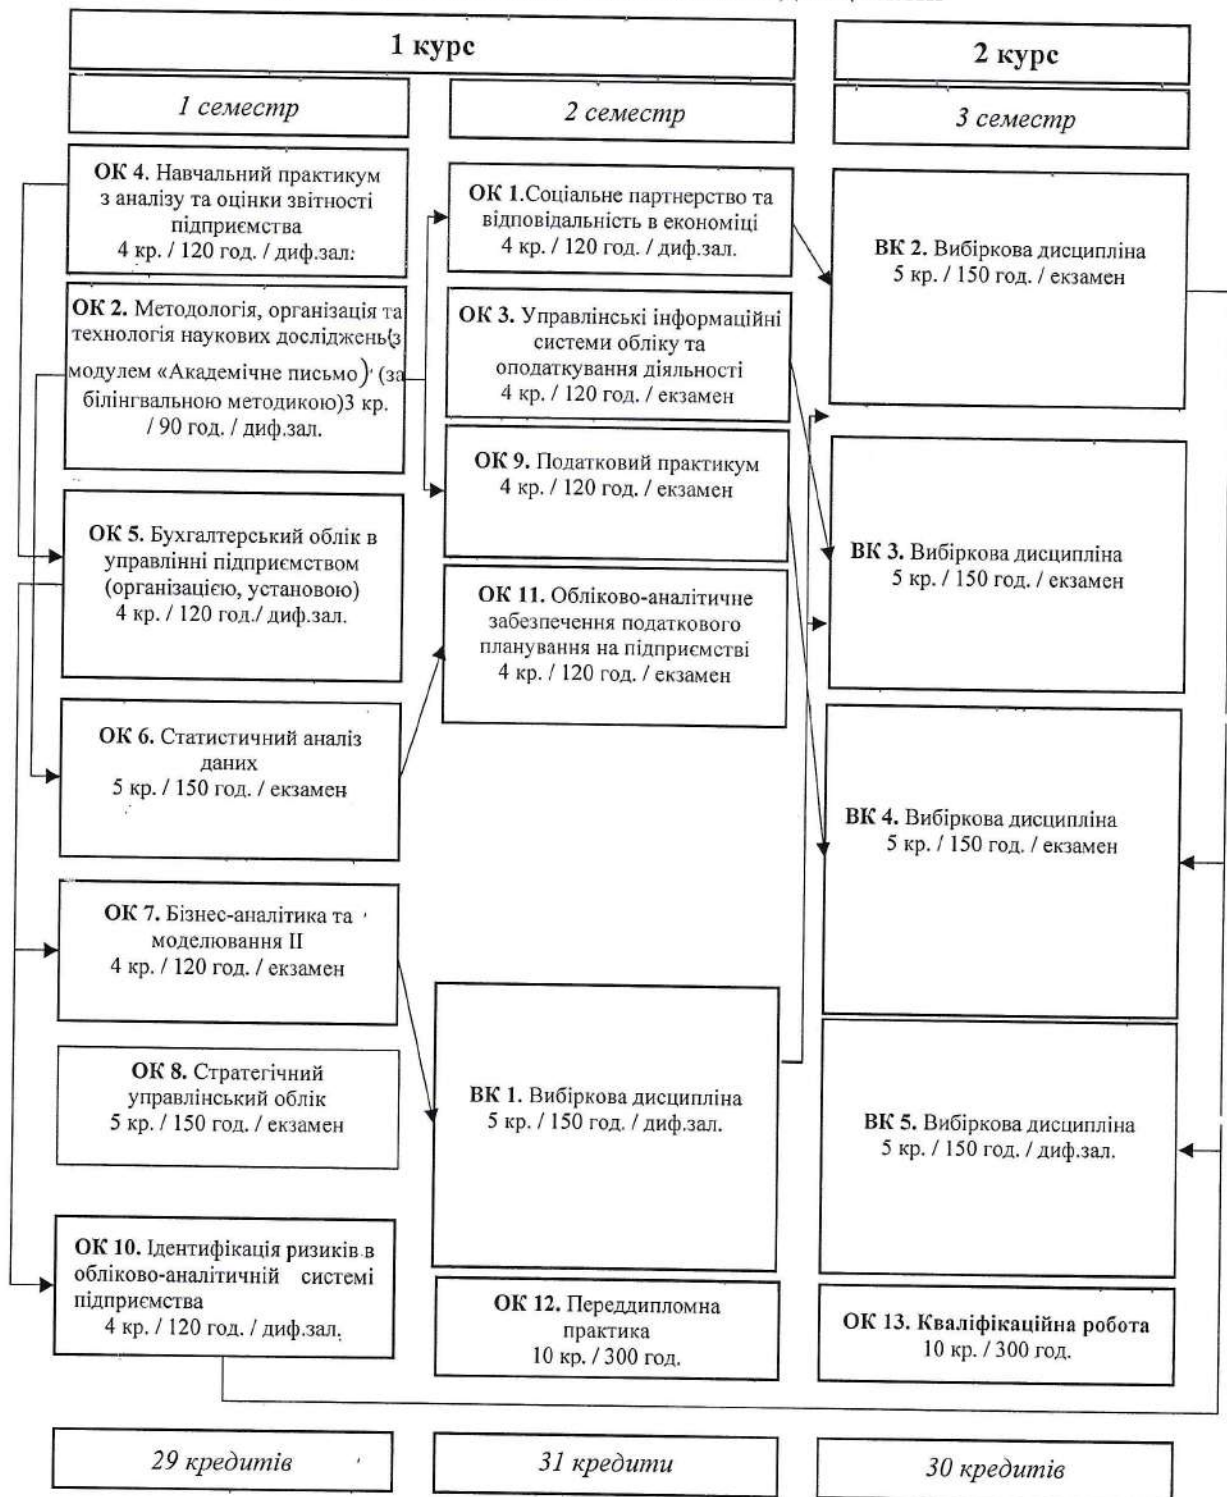 1 курс
2 курс
1 семестр
2 семестр
3 семестр
ОК 4. Навчальний практикум
з аналізу та оцінки звітності
підприємства
4 кр. / 120 год. / диф.зал.
ОК 2. Методологія, організація та
технологія наукових досліджень(з
модулем «Академічне письмо) (за
білінгвальною методикою)3 кр.
/ 90 год. / диф.зал.
ОК 5. Бухгалтерський облік в
управлінні підприємством
(організацією, установою)
4 кр. / 120 год./ диф.зал.
ОК 6. Статистичний аналіз
даних
5 кр. / 150 год. / екзамен
ОК 7. Бізнес-аналітика та
моделювання ІІ
4 кр. / 120 год. / екзамен
ОК 8. Стратегічний
управлінський облік
5 кр. / 150 год. / екзамен
ОК 10. Ідентифікація ризиків в
обліково-аналітичній системі
підприємства
4 кр. / 120 год. / диф.зал.
ОК 1.Соціальне партнерство та
відповідальність в економіці
4 кр. / 120 год. / диф.зал.
ОК 3. Управлінські інформаційні
системи обліку та
оподаткування діяльності
4 кр. / 120 год. / екзамен
ОК 9. Податковий практикум
4 кр. / 120 год. / екзамен
ОК 11. Обліково-аналітичне
забезпечення податкового
планування на підприємстві
4 кр. / 120 год. / екзамен
ВК 1. Вибіркова дисципліна
5 кр. / 150 год. / диф.зал.
ОК 12. Переддипломна
практика
10 кр. / 300 год.
ВК 2. Вибіркова дисципліна
5 кр. / 150 год. / екзамен
ВК 3. Вибіркова дисципліна
5 кр. / 150 год. / екзамен
ВК 4. Вибіркова дисципліна
5 кр. / 150 год. / екзамен
ВК 5. Вибіркова дисципліна
5 кр. / 150 год. / диф.зал.
ОК 13. Кваліфікаційна робота
10 кр. / 300 год.
29 кредитів
31 кредити
30 кредитів